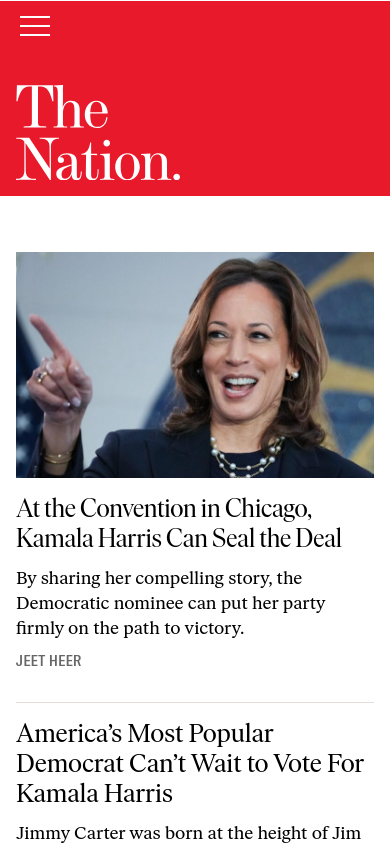 The
Nation.
At the Convention in Chicago,
Kamala Harris Can Seal the Deal
By sharing her compelling story, the
Democratic nominee can put her party
firmly on the path to victory.
JEET HEER
America’s Most Popular
Democrat Can’t Wait to Vote For
Kamala Harris
Jimmy Carter was born at the height of Jim